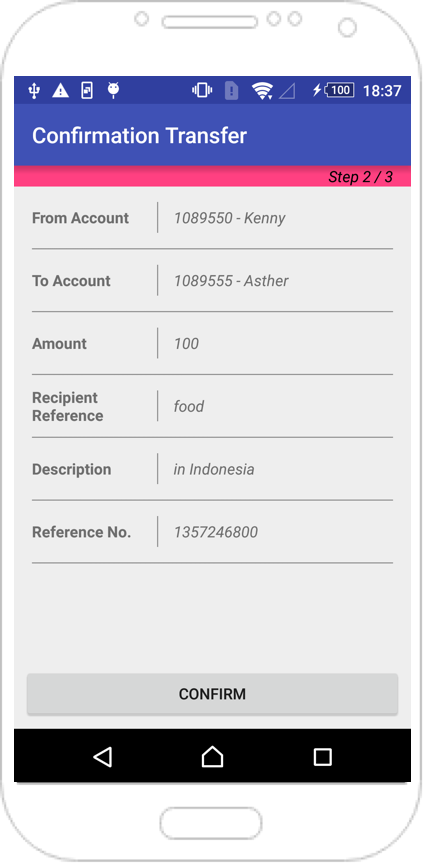 100 18:37
Confirmation Transfer
Step 2 / 3
From Account 1089550 - Kenny
To Account 1089555 - Asther
Amount 100
Recipient
Reference food
Description in Indonesia
Reference No. 1357246800
CONFIRM